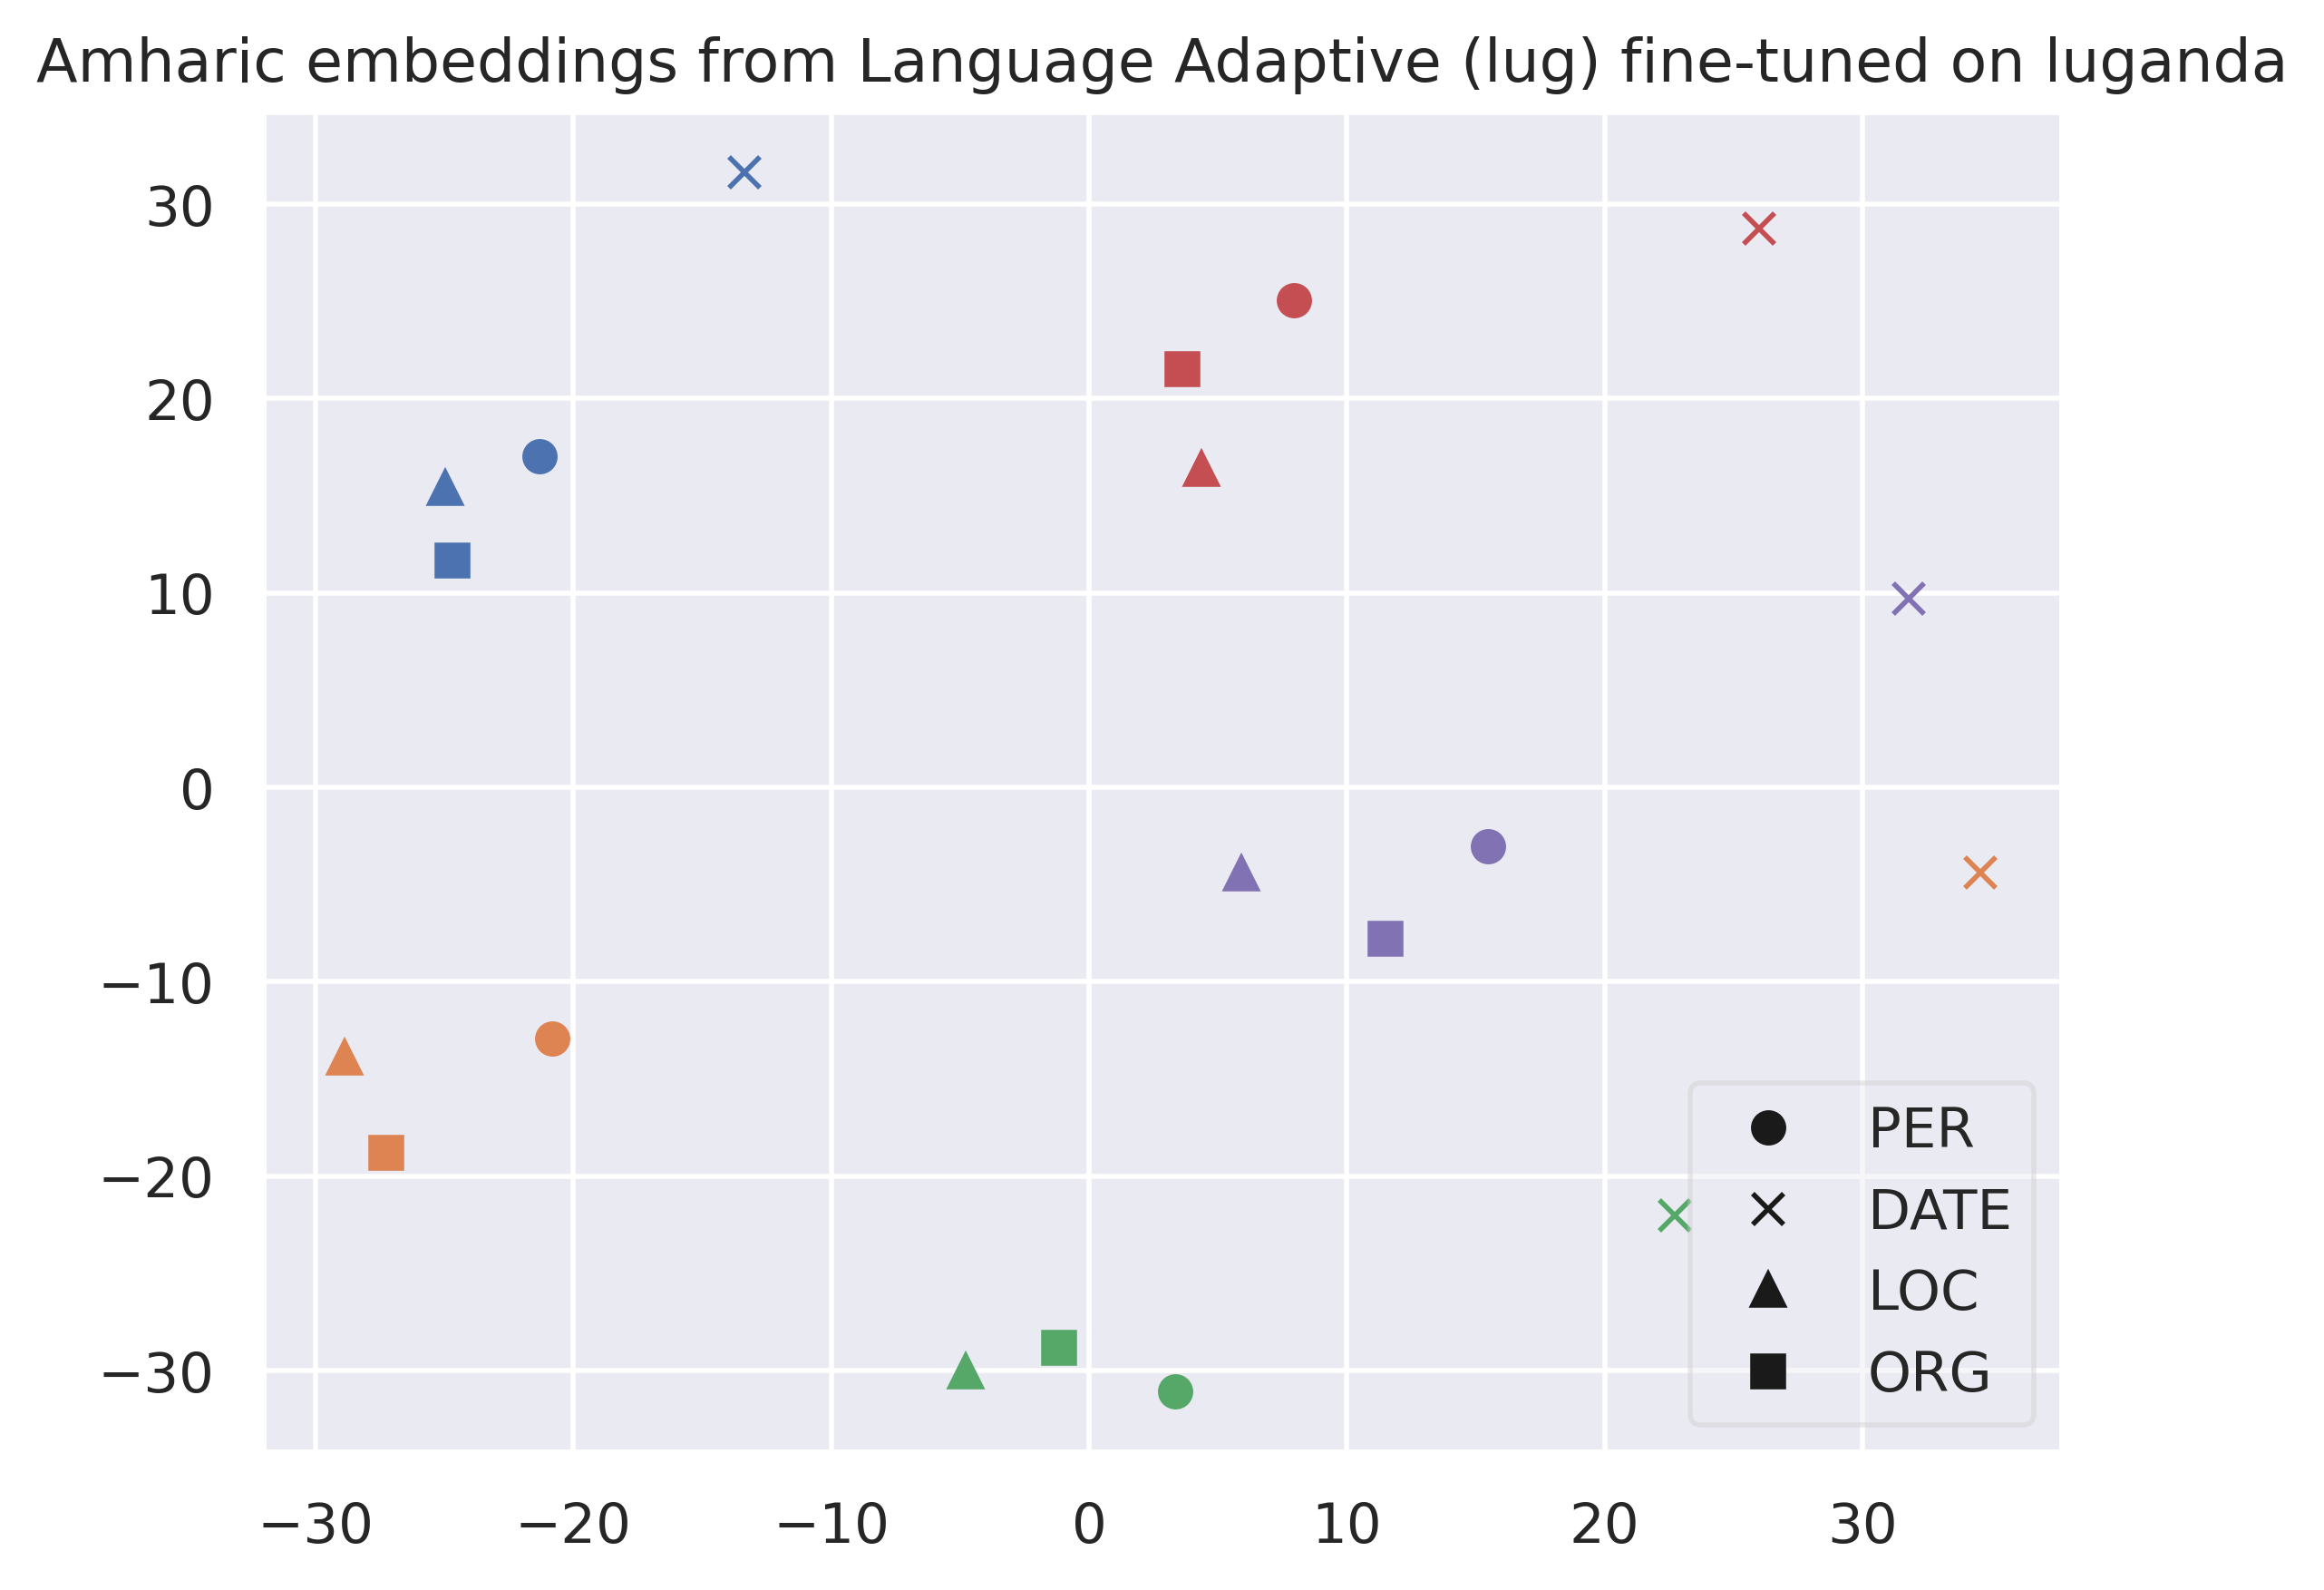 Amharic embeddings from Language Adaptive (lug) fine-tuned on luganda
30
20
10
0
−10
−20
−30
PER
DATE
LOC
ORG
−30 −20 −10 0 10 20 30